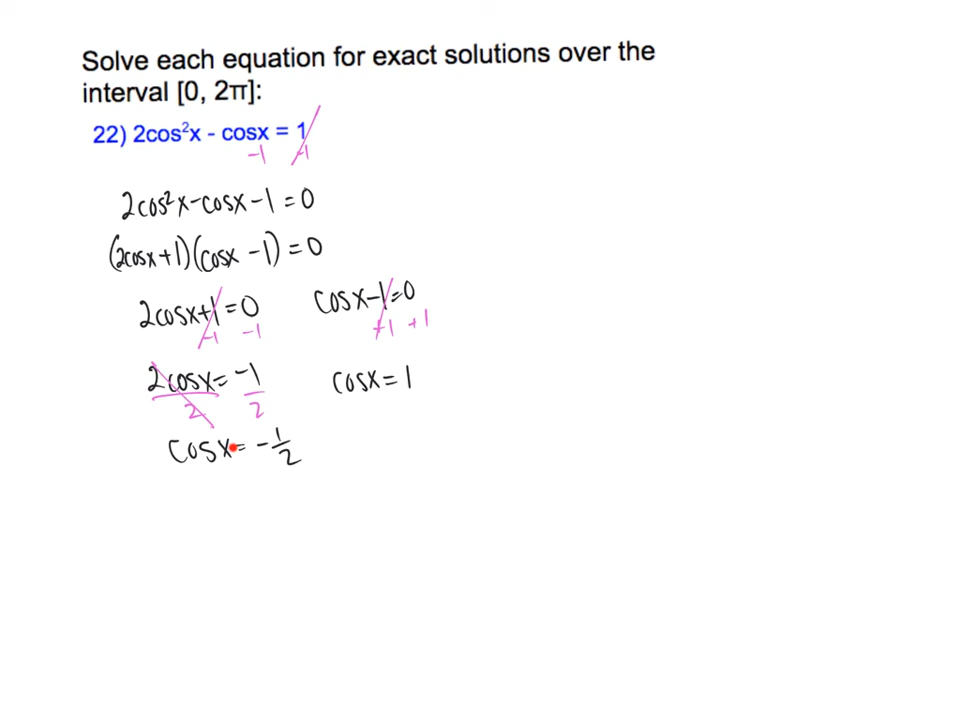 Solve each equation for exact solutions over the
interval [0, 2π]:
22) 2cos²x - cosx = 1
-1 -1
2cos²x-cosx-1=0
(2cosx+1)(cosx-1)=0
2cosx+1=0 cosx-1=0
-1 -1 +1 +1
2cosx=-1 cosx=1
2 2
cosx=-1/2